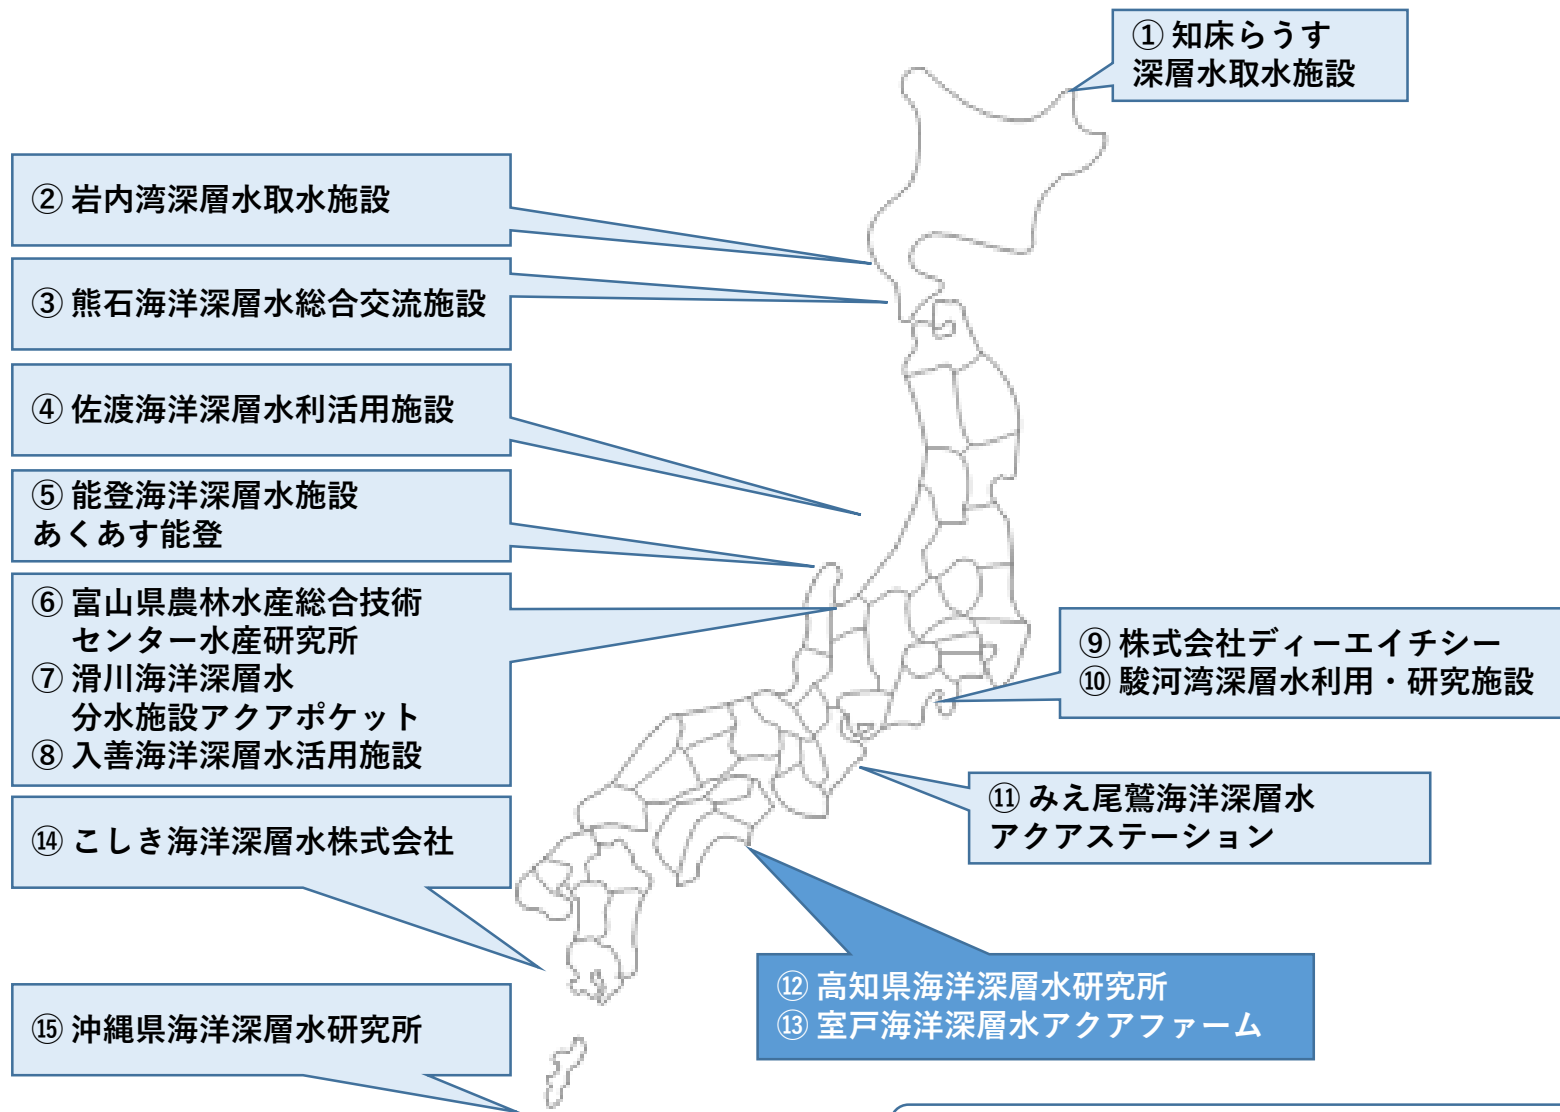 ① 知床らうす
深層水取水施設
② 岩内湾深層水取水施設
③ 熊石海洋深層水総合交流施設
④ 佐渡海洋深層水利活用施設
⑤ 能登海洋深層水施設
あくあす能登
⑥ 富山県農林水産総合技術
センター水産研究所
⑦ 滑川海洋深層水
分水施設アクアポケット
⑧ 入善海洋深層水活用施設
⑨ 株式会社ディーエイチシー
⑩ 駿河湾深層水利用・研究施設
⑪ みえ尾鷲海洋深層水
アクアステーション
⑭ こしき海洋深層水株式会社
⑫ 高知県海洋深層水研究所
⑬ 室戸海洋深層水アクアファーム
⑮ 沖縄県海洋深層水研究所